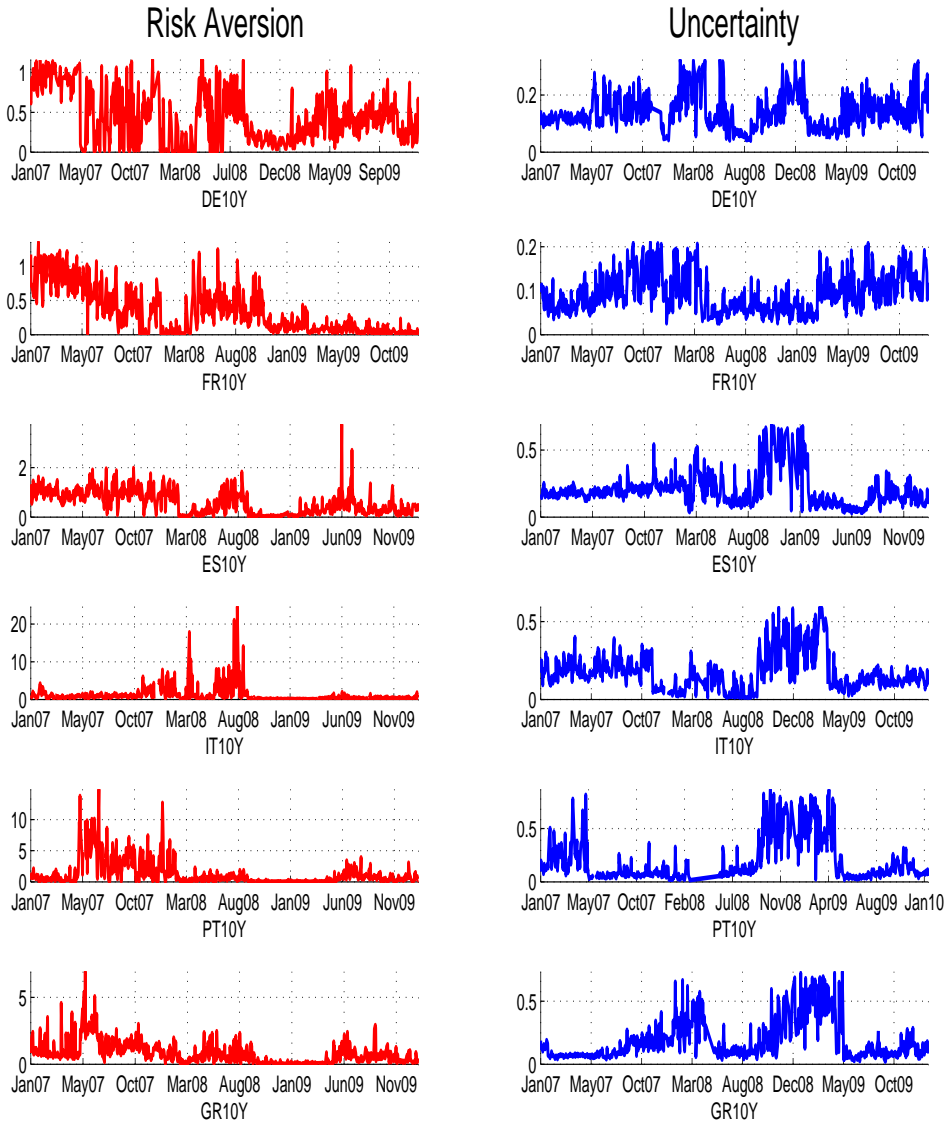 Risk Aversion Uncertainty
1
0.5
0
Jan07 May07 Oct07 Mar08 Jul08 Dec08 May09 Sep09
DE10Y
0.2
0
Jan07 May07 Oct07 Mar08 Aug08 Dec08 May09 Oct09
DE10Y
1
0.5
0
Jan07 May07 Oct07 Mar08 Aug08 Jan09 May09 Oct09
FR10Y
0.2
0.1
0
Jan07 May07 Oct07 Mar08 Aug08 Jan09 May09 Oct09
FR10Y
2
0
Jan07 May07 Oct07 Mar08 Aug08 Jan09 Jun09 Nov09
ES10Y
0.5
0
Jan07 May07 Oct07 Mar08 Aug08 Jan09 Jun09 Nov09
ES10Y
20
10
0
Jan07 May07 Oct07 Mar08 Aug08 Jan09 Jun09 Nov09
IT10Y
0.5
0
Jan07 May07 Oct07 Mar08 Aug08 Dec08 May09 Oct09
IT10Y
10
5
0
Jan07 May07 Oct07 Mar08 Aug08 Jan09 Jun09 Nov09
PT10Y
0.5
0
Jan07 May07 Oct07 Feb08 Jul08 Nov08 Apr09 Aug09 Jan10
PT10Y
5
0
Jan07 May07 Oct07 Mar08 Aug08 Jan09 Jun09 Nov09
GR10Y
0.5
0
Jan07 May07 Oct07 Mar08 Aug08 Dec08 May09 Oct09
GR10Y